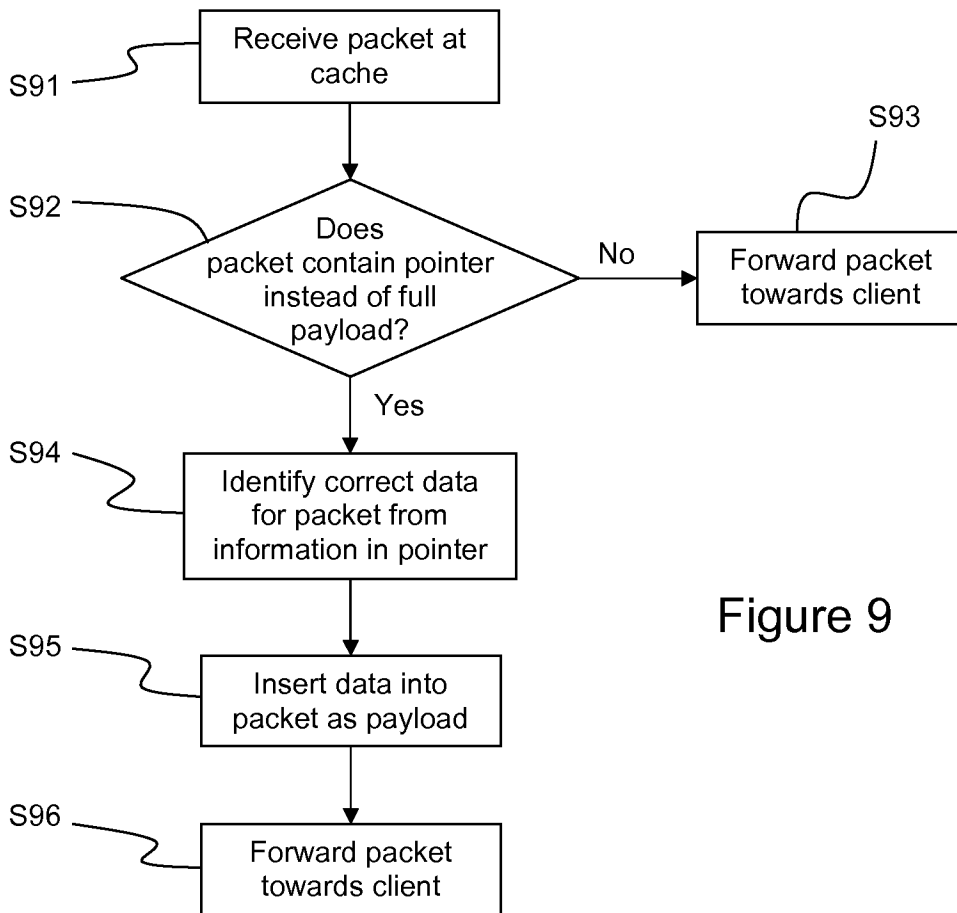 Receive packet at
cache
S91
S93
S92
Does
packet contain pointer
instead of full
payload?
No
Forward packet
towards client
Yes
S94
Identify correct data
for packet from
information in pointer
Figure 9
S95
Insert data into
packet as payload
S96
Forward packet
towards client